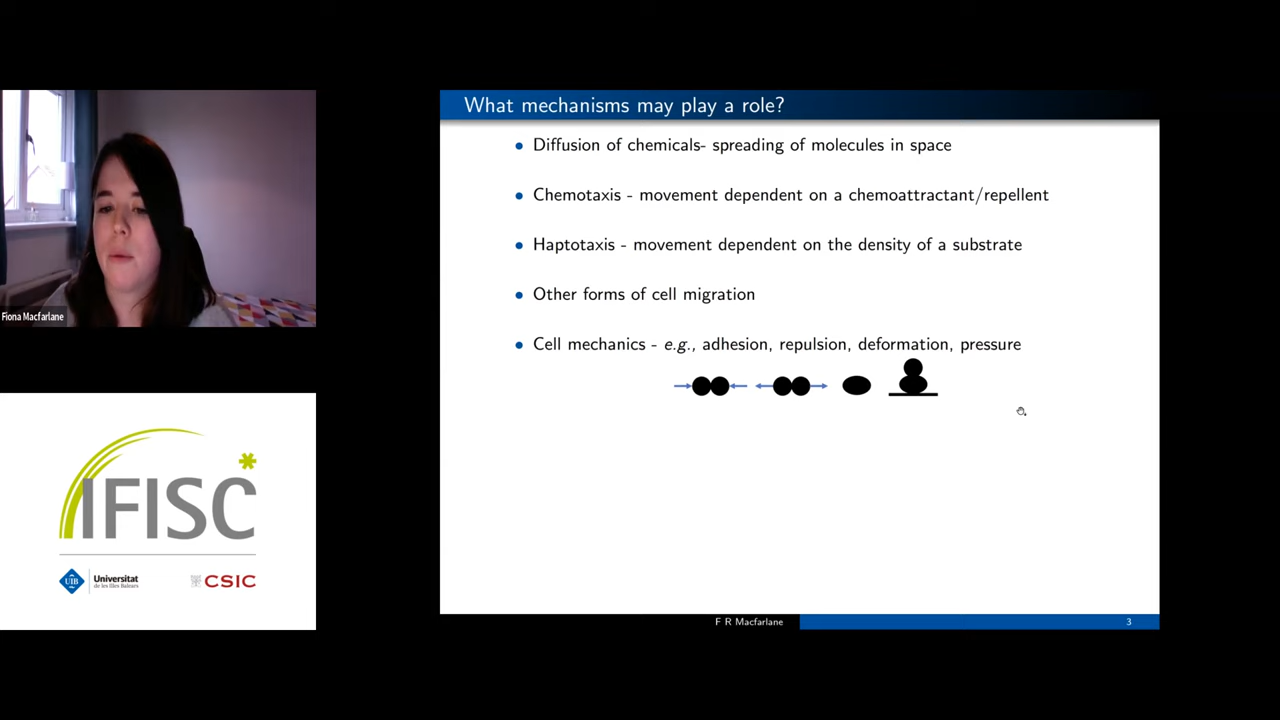 What mechanisms may play a role?
• Diffusion of chemicals- spreading of molecules in space
• Chemotaxis - movement dependent on a chemoattractant/repellent
• Haptotaxis - movement dependent on the density of a substrate
• Other forms of cell migration
• Cell mechanics - e.g., adhesion, repulsion, deformation, pressure
F R Macfarlane
3
Fiona Macfarlane
IFISC
UIB
Universitat
de les Illes Balears
CSIC